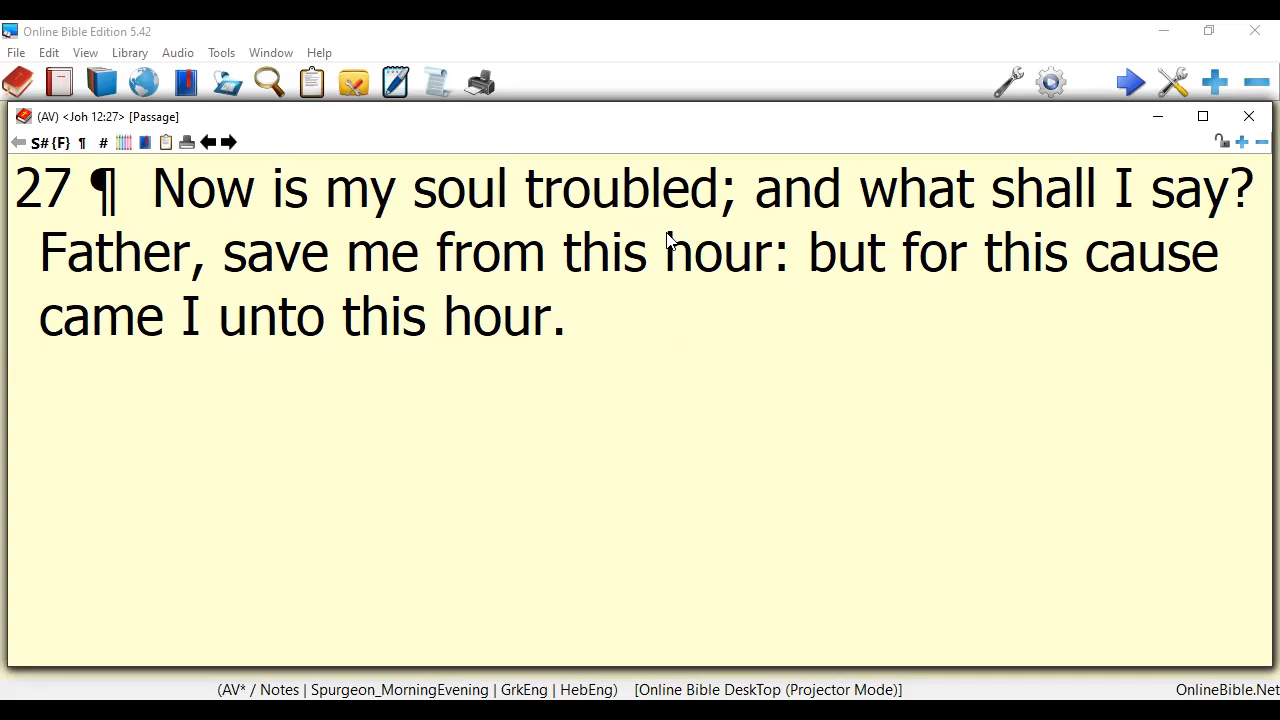 Online Bible Edition 5.42
File Edit View Library Audio Tools Window Help
(AV) <Joh 12:27> [Passage]
S# {F} ¶ #
27 ¶ Now is my soul troubled; and what shall I say?
Father, save me from this hour: but for this cause
came I unto this hour.
(AV* / Notes | Spurgeon_MorningEvening | GrkEng | HebEng) [Online Bible DeskTop (Projector Mode)] OnlineBible.Net